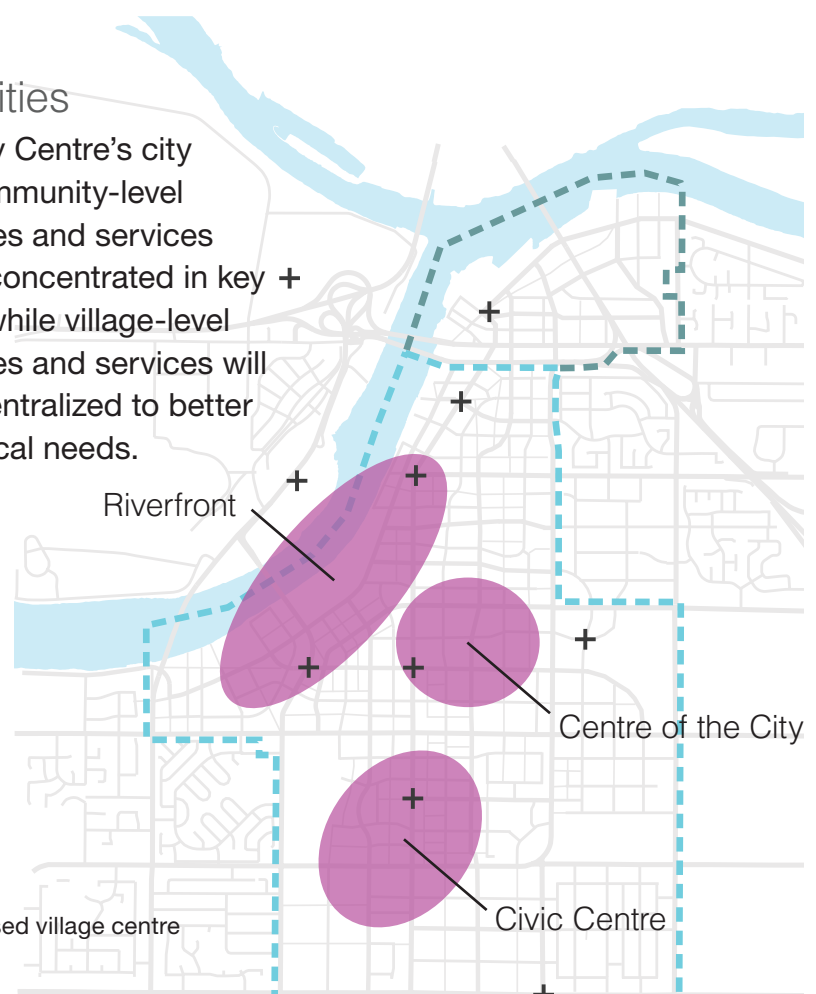 ities
y Centre’s city
mmunity-level
es and services
concentrated in key
while village-level
es and services will
entralized to better
cal needs.
Riverfront
Centre of the City
Civic Centre
sed village centre